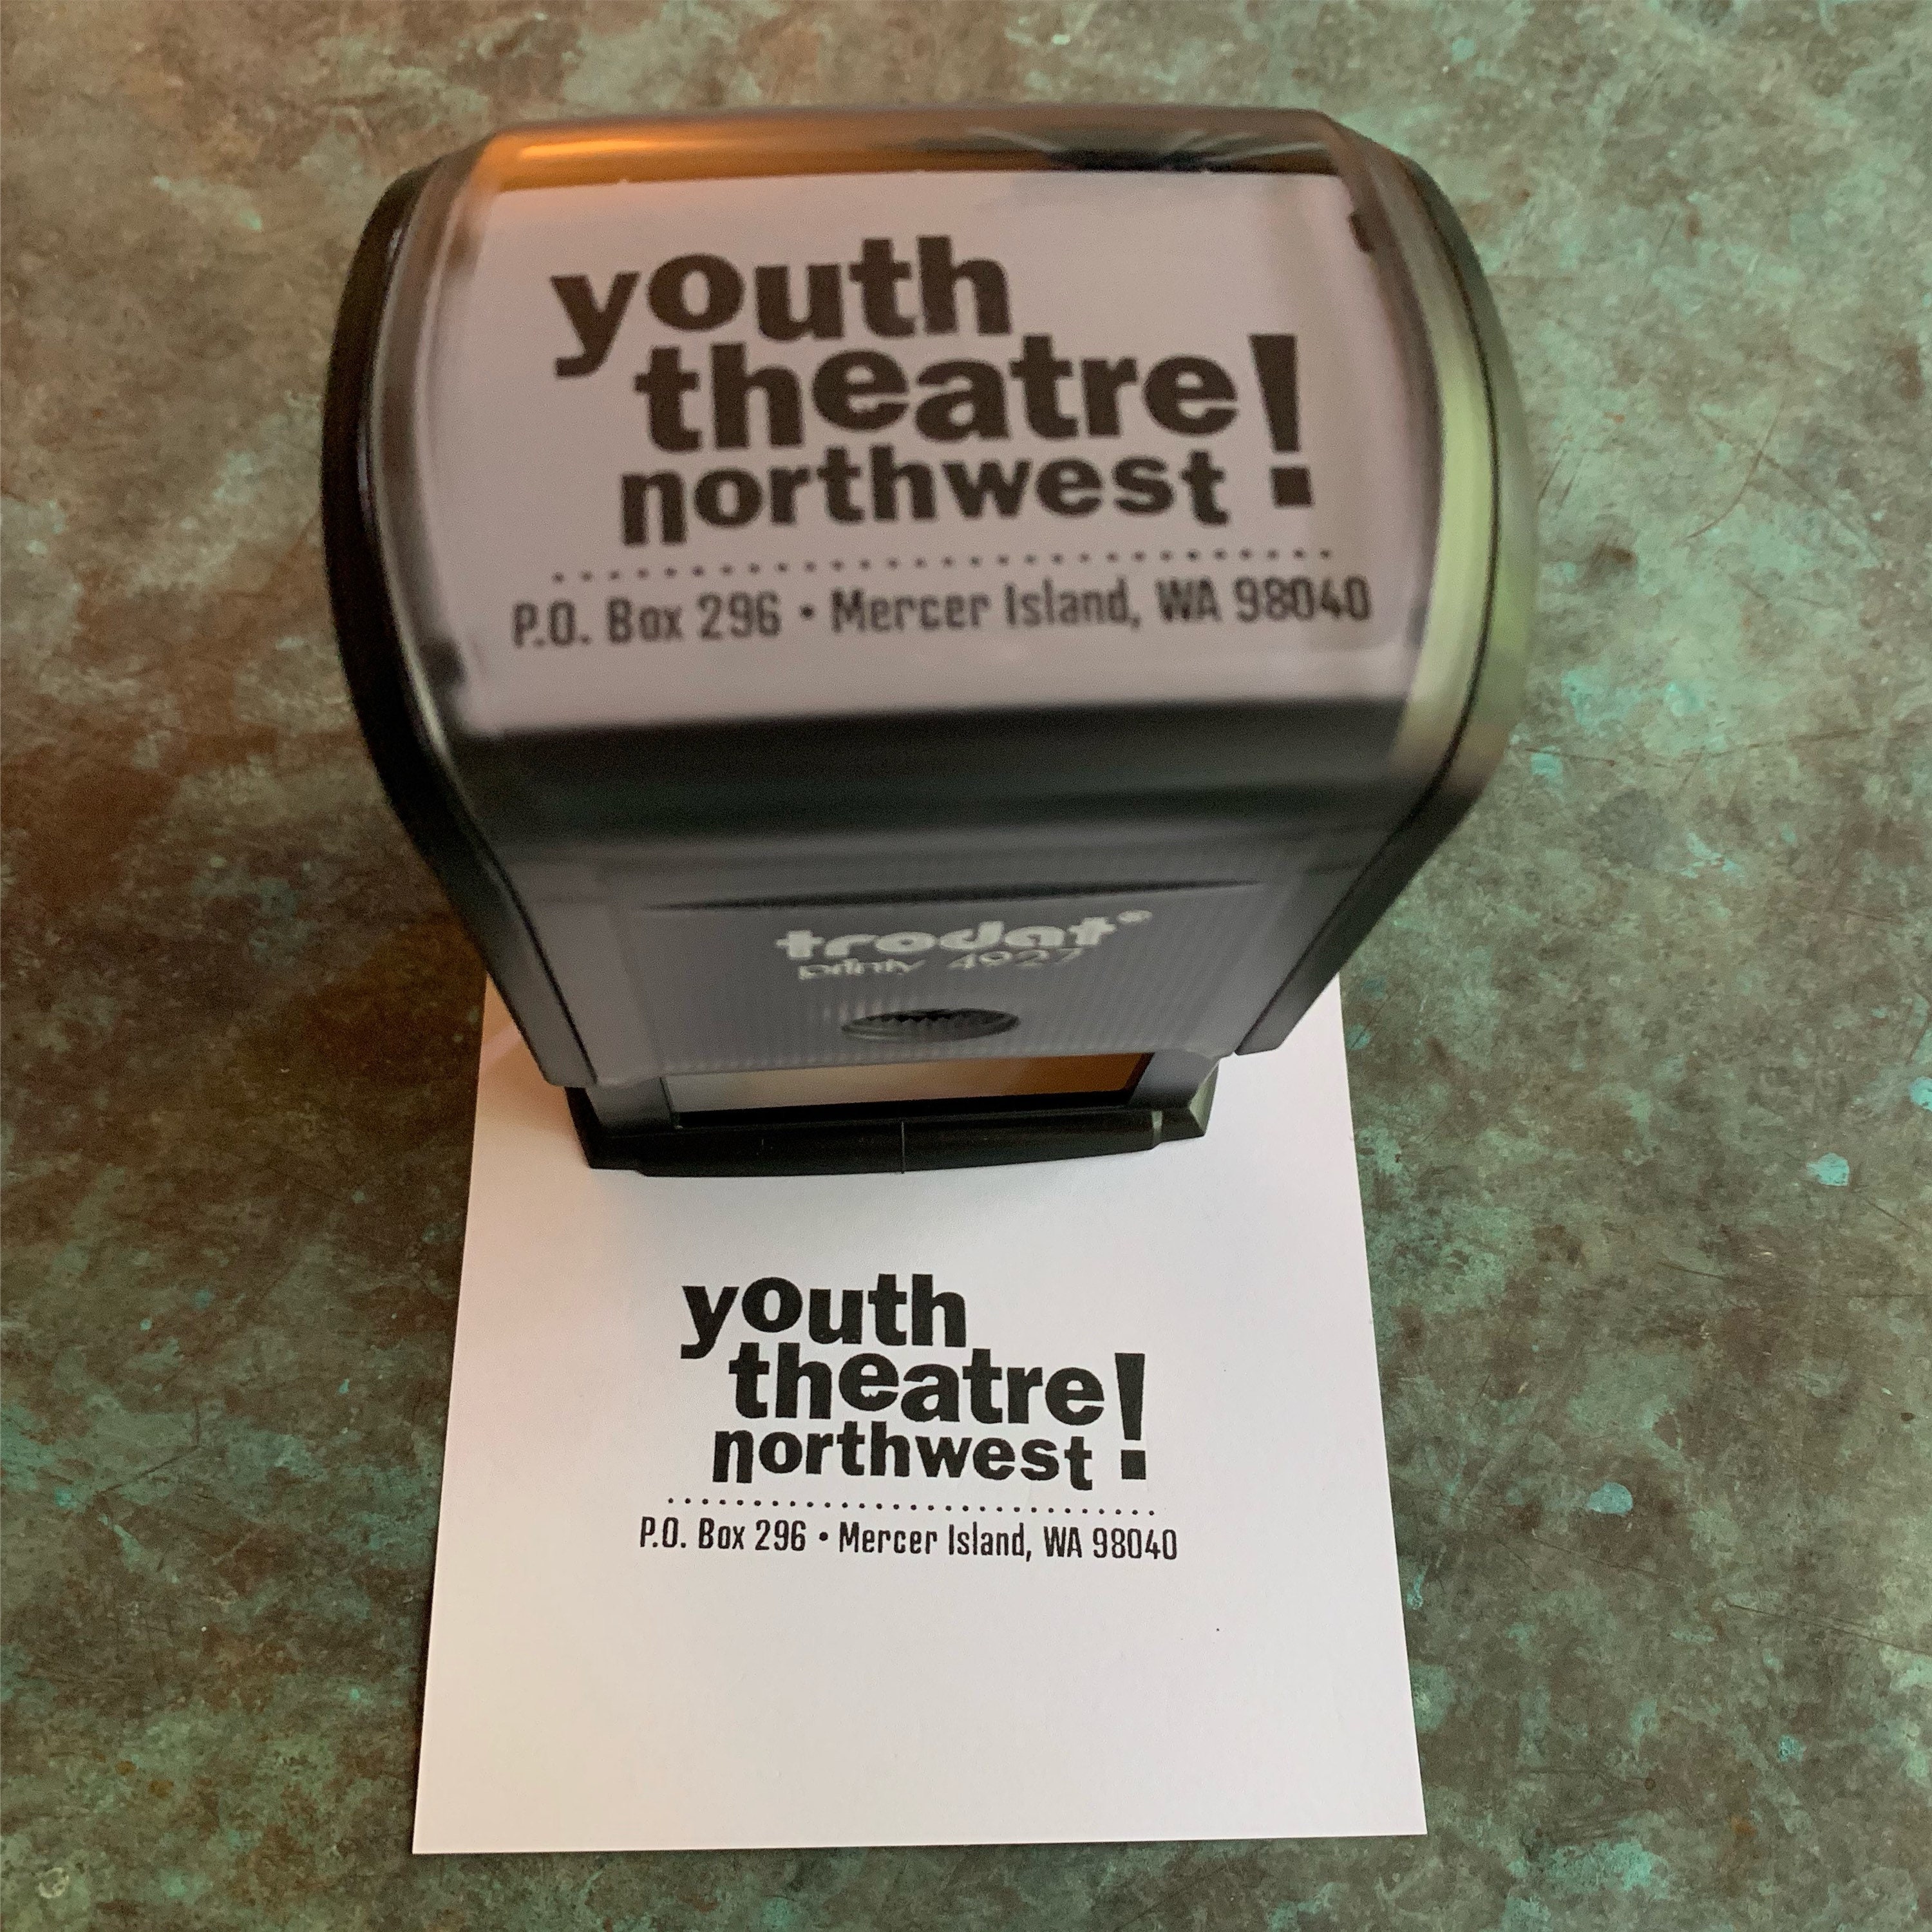 youth
theatre!
northwest
P.O. Box 296 • Mercer Island, WA 98040
trodat®
printy 4927
youth
theatre!
northwest
P.O. Box 296 • Mercer Island, WA 98040